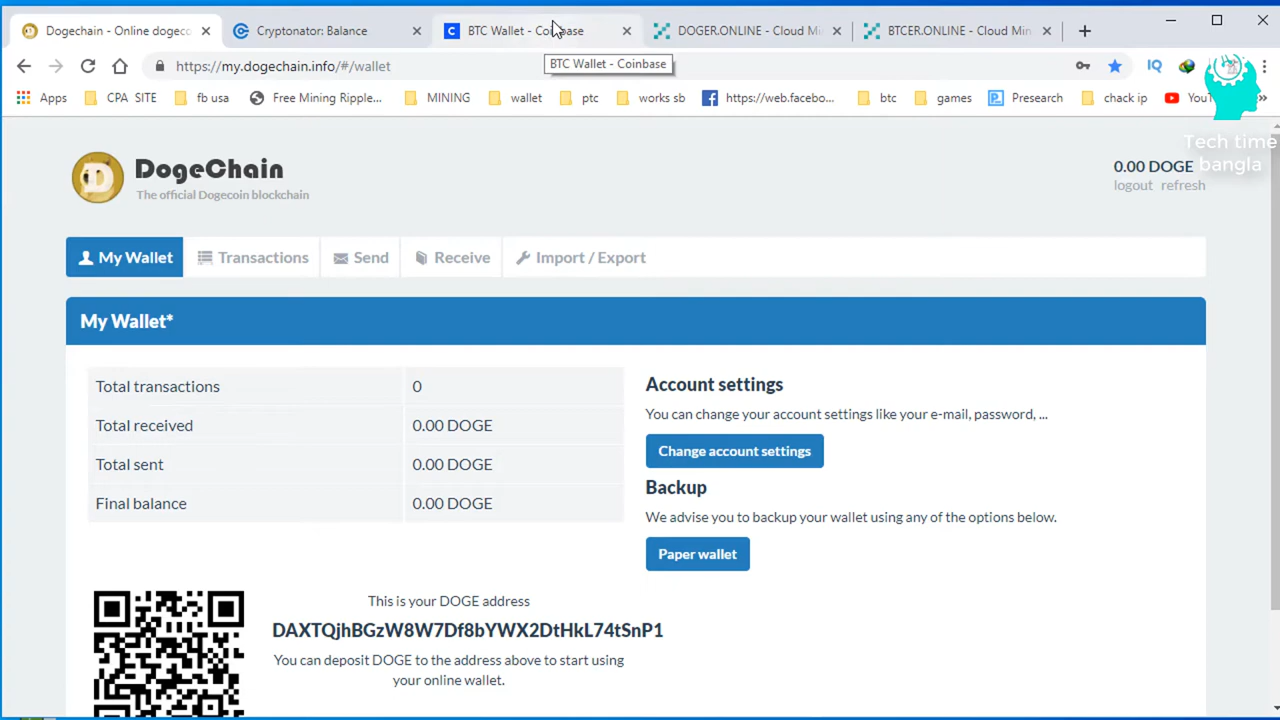 Dogechain - Online dogeco
Cryptonator: Balance
BTC Wallet - Coinbase
DOGER.ONLINE - Cloud Mi
BTCER.ONLINE - Cloud Min
https://my.dogechain.info/#/wallet
BTC Wallet - Coinbase
IQ
Apps
CPA SITE
fb usa
Free Mining Ripple...
MINING
wallet
ptc
works sb
https://web.facebo...
btc
games
Presearch
chack ip
YouT
»
Tech time
bangla
DogeChain
The official Dogecoin blockchain
0.00 DOGE
logout refresh
My Wallet
Transactions
Send
Receive
Import / Export
My Wallet*
Total transactions 0
Total received 0.00 DOGE
Total sent 0.00 DOGE
Final balance 0.00 DOGE
Account settings
You can change your account settings like your e-mail, password, ...
Change account settings
Backup
We advise you to backup your wallet using any of the options below.
Paper wallet
This is your DOGE address
DAXTQjhBGzW8W7Df8bYWX2DtHkL74tSnP1
You can deposit DOGE to the address above to start using
your online wallet.